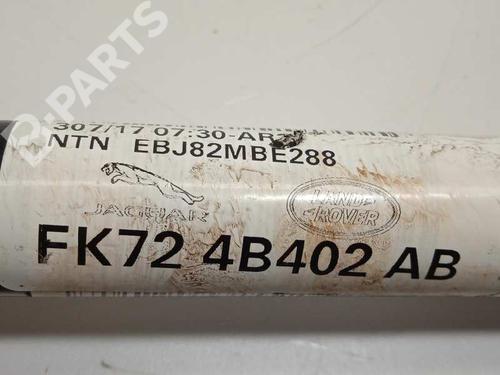 B-PARTS
307/17 07:30-AR
NTN EBJ82MBE288
JAGUAR
LAND
ROVER
FK72 4B402 AB